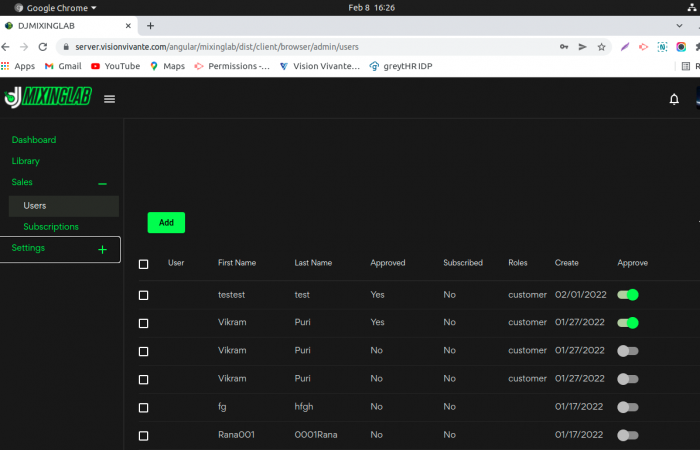 Google Chrome Feb 8 16:26
DJMIXINGLAB
server.visionvivante.com/angular/mixinglab/dist/client/browser/admin/users
Apps Gmail YouTube Maps Permissions -... Vision Vivante... greytHR IDP R
DJ MIXINGLAB
Dashboard
Library
Sales
Users
Subscriptions
Settings
Add
User First Name Last Name Approved Subscribed Roles Create Approve
testest test Yes No customer 02/01/2022
Vikram Puri Yes No customer 01/27/2022
Vikram Puri No No customer 01/27/2022
Vikram Puri No No customer 01/27/2022
fg hfgh No No 01/17/2022
Rana001 0001Rana No No 01/17/2022